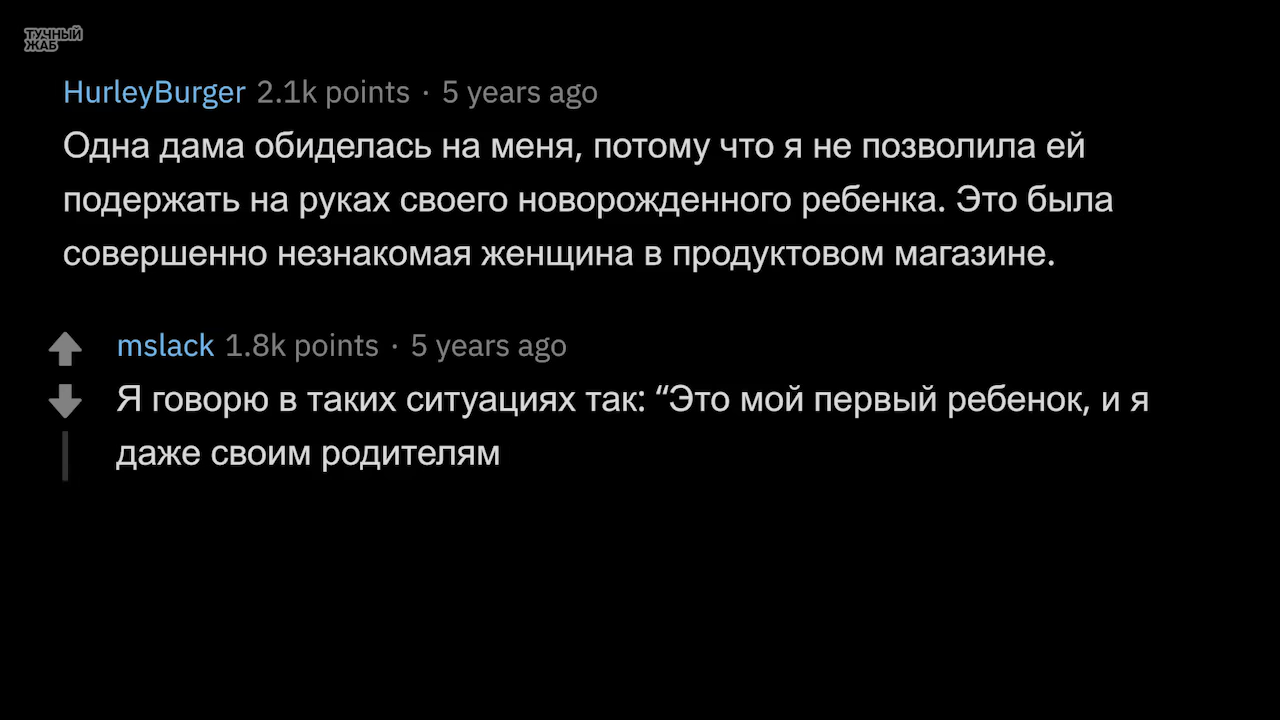 ТУЧНЫЙ
ЖАБ
HurleyBurger 2.1k points · 5 years ago
Одна дама обиделась на меня, потому что я не позволила ей
подержать на руках своего новорожденного ребенка. Это была
совершенно незнакомая женщина в продуктовом магазине.
mslack 1.8k points · 5 years ago
Я говорю в таких ситуациях так: “Это мой первый ребенок, и я
даже своим родителям